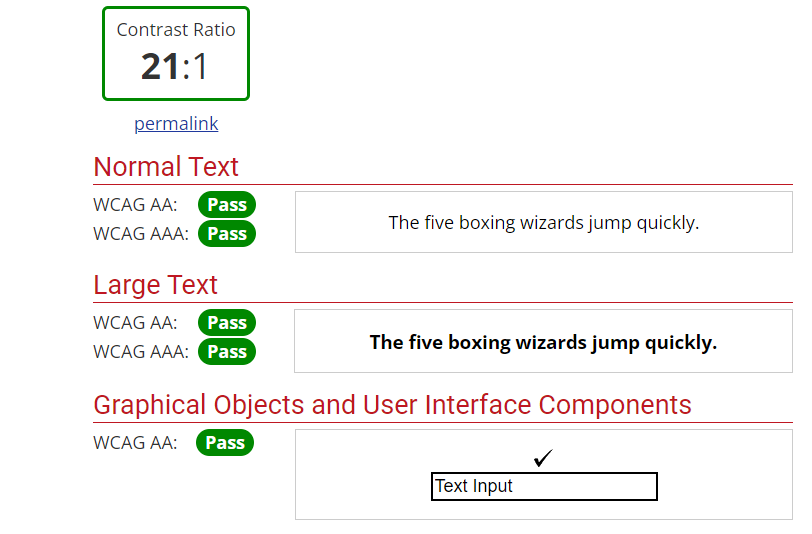 Contrast Ratio
21:1
permalink
Normal Text
WCAG AA: Pass
WCAG AAA: Pass
The five boxing wizards jump quickly.
Large Text
WCAG AA: Pass
WCAG AAA: Pass
The five boxing wizards jump quickly.
Graphical Objects and User Interface Components
WCAG AA: Pass
✓
Text Input